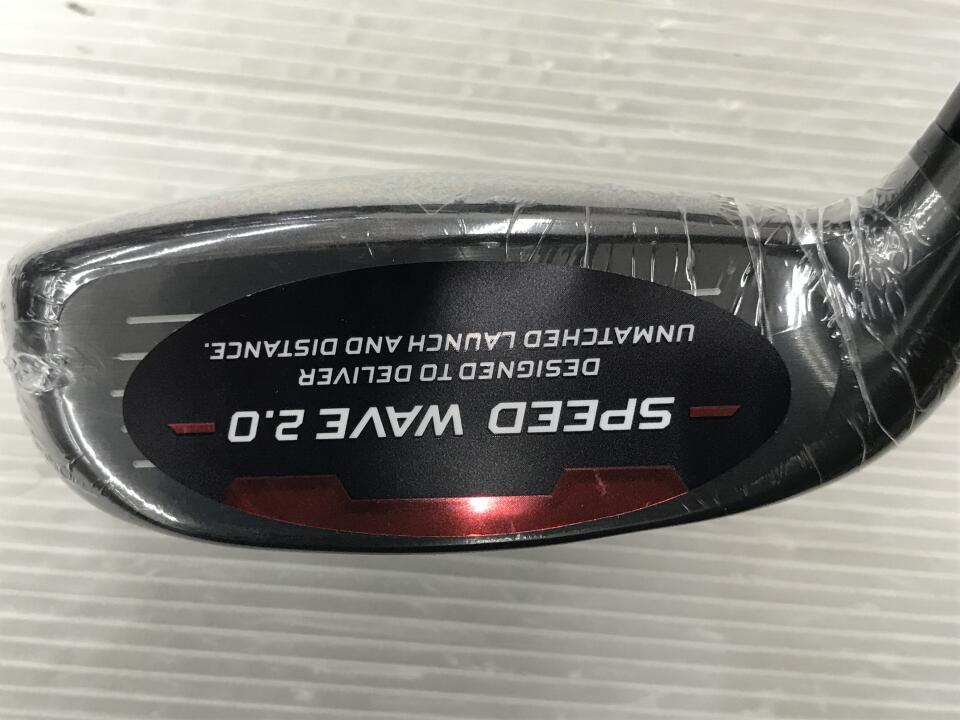 SPEED WAVE 2.0
DESIGNED TO DELIVER
UNMATCHED LAUNCH AND DISTANCE.